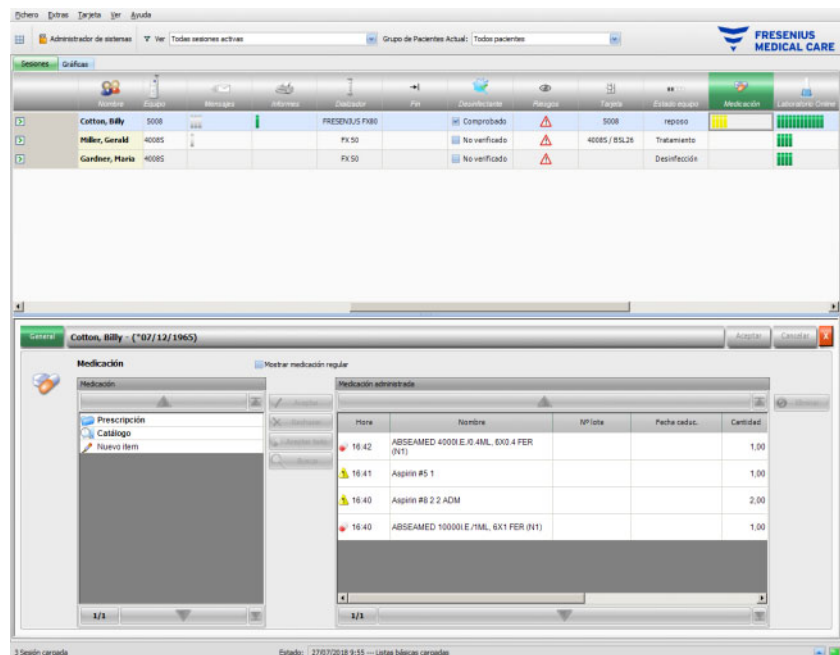 Fichero Extras Tarjeta Ver Ayuda
Administrador de sistemas Ver Todas sesiones activas Grupo de Pacientes Actual: Todos pacientes
FRESENIUS
MEDICAL CARE
Sesiones Gráficas
Nombre Equipo Mensajes Informes Dializador Fin Desinfectante Riesgos Tarjeta Estado equipo Medicación Laboratorio Online
Cotton, Billy 5008 FRESENIUS FX80 Comprobado 5008 reposo
Miller, Gerald 4008S FX 50 No verificado 4008S / BSL26 Tratamiento
Gardner, Maria 4008S FX 50 No verificado Desinfección
General Cotton, Billy - (*07/12/1965) Aceptar Cancelar X
Medicación Mostrar medicación regular
Medicación Medicación administrada
Prescripción
Catálogo
Nuevo item
Aceptar
Aceptar todo
Buscar
Hora Nombre Nº lote Fecha caduc. Cantidad
16:42 ABSEAMED 4000I.E./0.4ML, 6X0.4 FER (N1) 1,00
16:41 Aspirin #5 1 1,00
16:40 Aspirin #8 2 2 ADM 2,00
16:40 ABSEAMED 10000I.E./1ML, 6X1 FER (N1) 1,00
1/1 1/1
3 Sesión cargada Estado: 27/07/2018 9:55 --- Listas básicas cargadas